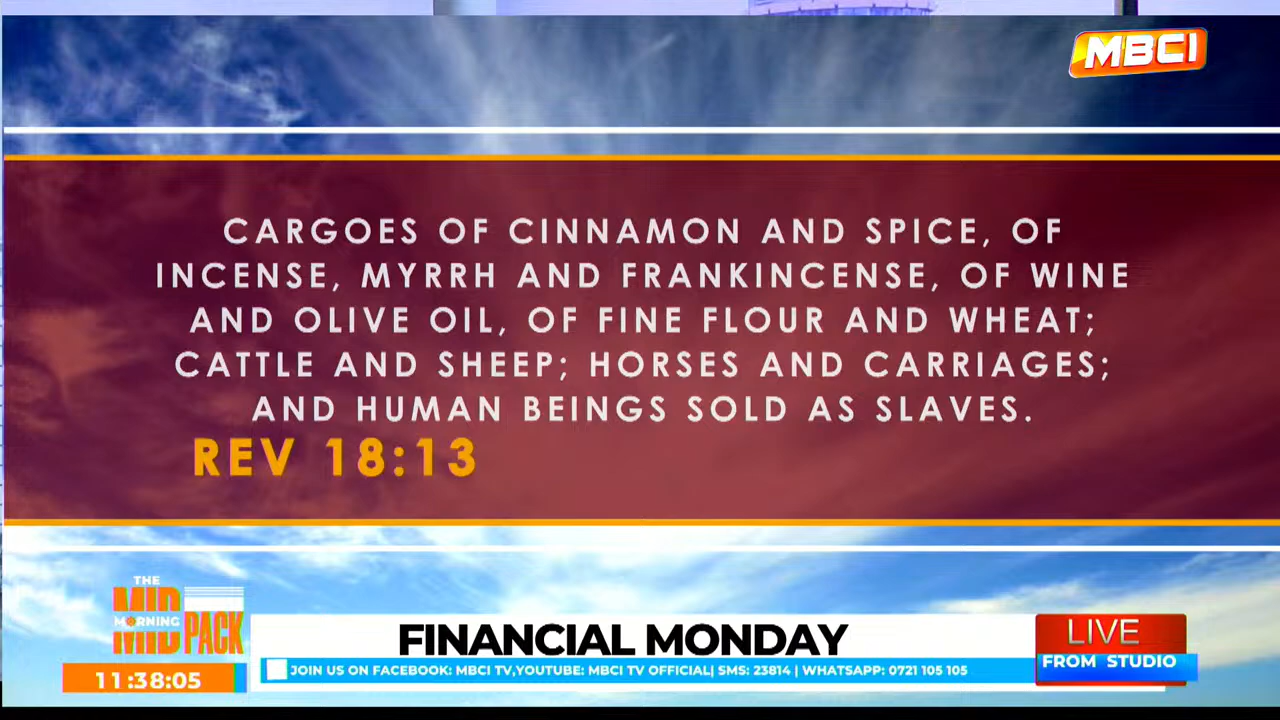 MBCI
CARGOES OF CINNAMON AND SPICE, OF
INCENSE, MYRRH AND FRANKINCENSE, OF WINE
AND OLIVE OIL, OF FINE FLOUR AND WHEAT;
CATTLE AND SHEEP; HORSES AND CARRIAGES;
AND HUMAN BEINGS SOLD AS SLAVES.
REV 18:13
THE
MID
MORNING
PACK
FINANCIAL MONDAY
LIVE
FROM STUDIO
JOIN US ON FACEBOOK: MBCI TV,YOUTUBE: MBCI TV OFFICIAL| SMS: 23814 | WHATSAPP: 0721 105 105
11:38:05